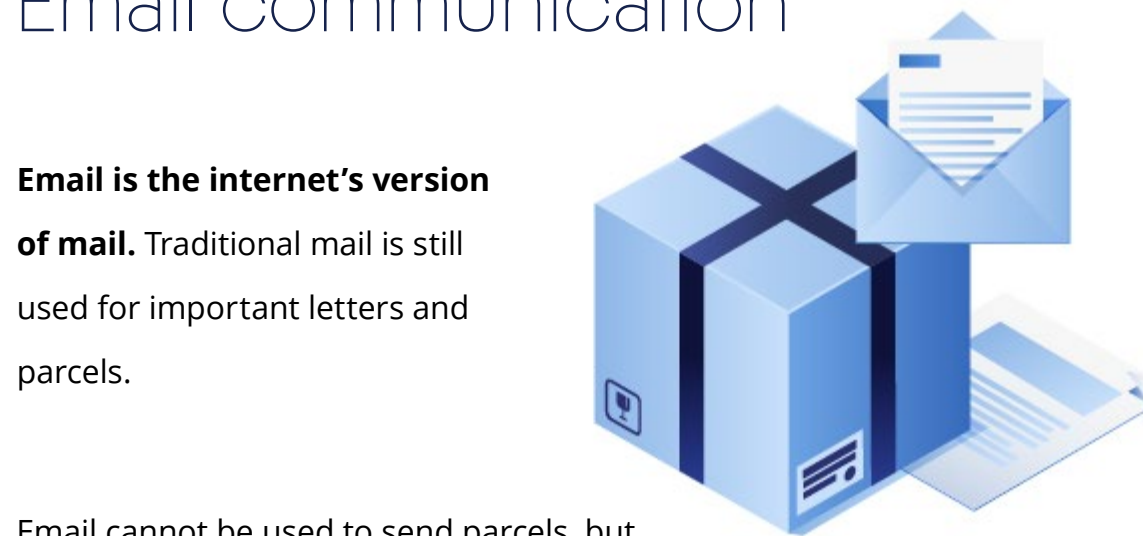 Email communication
Email is the internet’s version
of mail. Traditional mail is still
used for important letters and
parcels.
Email cannot be used to send parcels, but